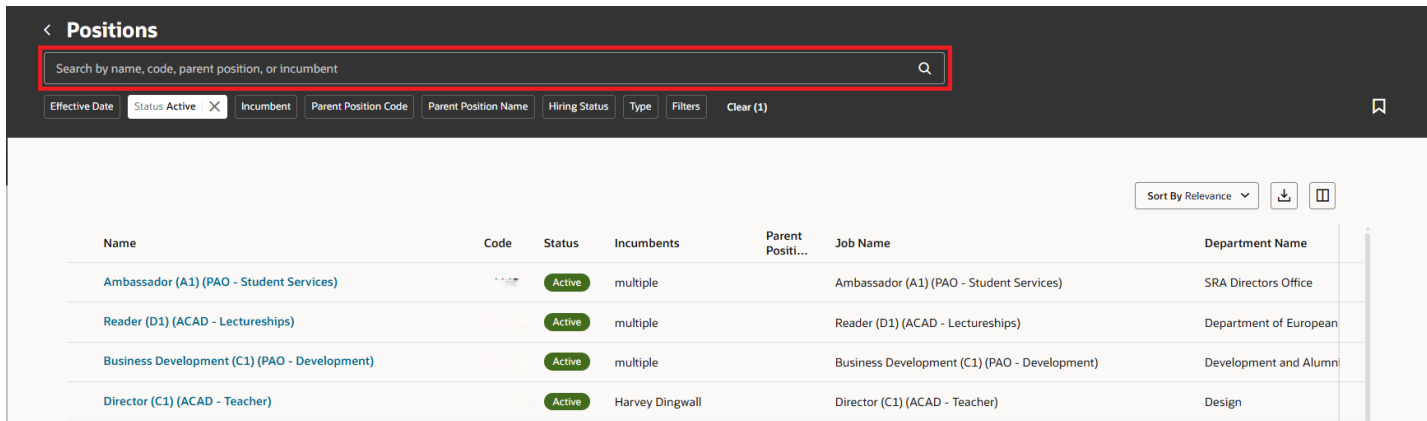 Positions
Search by name, code, parent position, or incumbent
Effective Date Status Active Incumbent Parent Position Code Parent Position Name Hiring Status Type Filters Clear (1)
Sort By Relevance
Name Code Status Incumbents Parent Positi... Job Name Department Name
Ambassador (A1) (PAO - Student Services) Active multiple Ambassador (A1) (PAO - Student Services) SRA Directors Office
Reader (D1) (ACAD - Lectureships) Active multiple Reader (D1) (ACAD - Lectureships) Department of European
Business Development (C1) (PAO - Development) Active multiple Business Development (C1) (PAO - Development) Development and Alumni
Director (C1) (ACAD - Teacher) Active Harvey Dingwall Director (C1) (ACAD - Teacher) Design